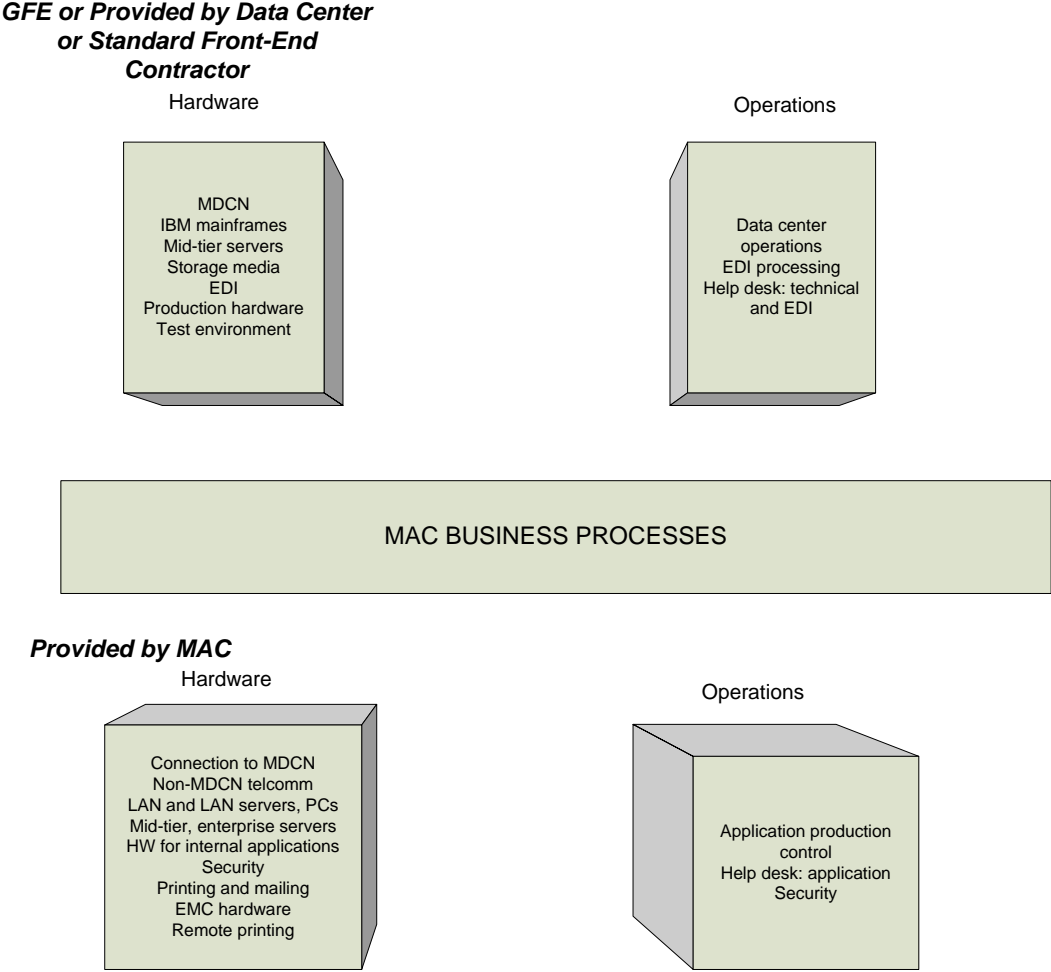 GFE or Provided by Data Center
or Standard Front-End
Contractor
Hardware
Operations
MDCN
IBM mainframes
Mid-tier servers
Storage media
EDI
Production hardware
Test environment
Data center
operations
EDI processing
Help desk: technical
and EDI
MAC BUSINESS PROCESSES
Provided by MAC
Hardware
Operations
Connection to MDCN
Non-MDCN telcomm
LAN and LAN servers, PCs
Mid-tier, enterprise servers
HW for internal applications
Security
Printing and mailing
EMC hardware
Remote printing
Application production
control
Help desk: application
Security